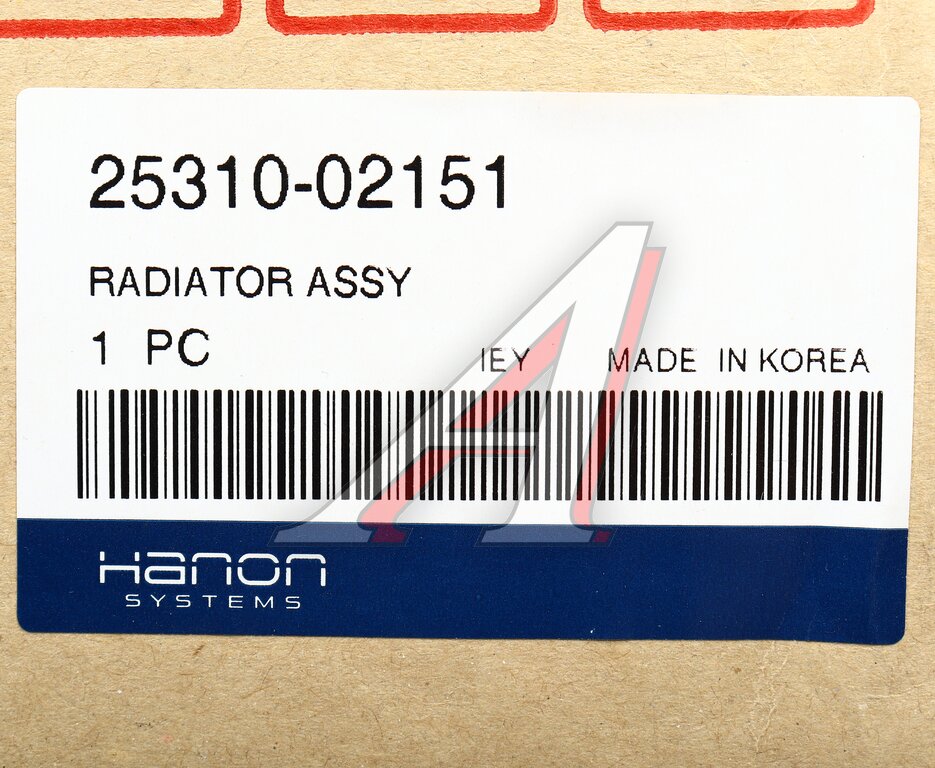 25310-02151
RADIATOR ASSY
1 PC
IEY MADE IN KOREA
Hanon
SYSTEMS